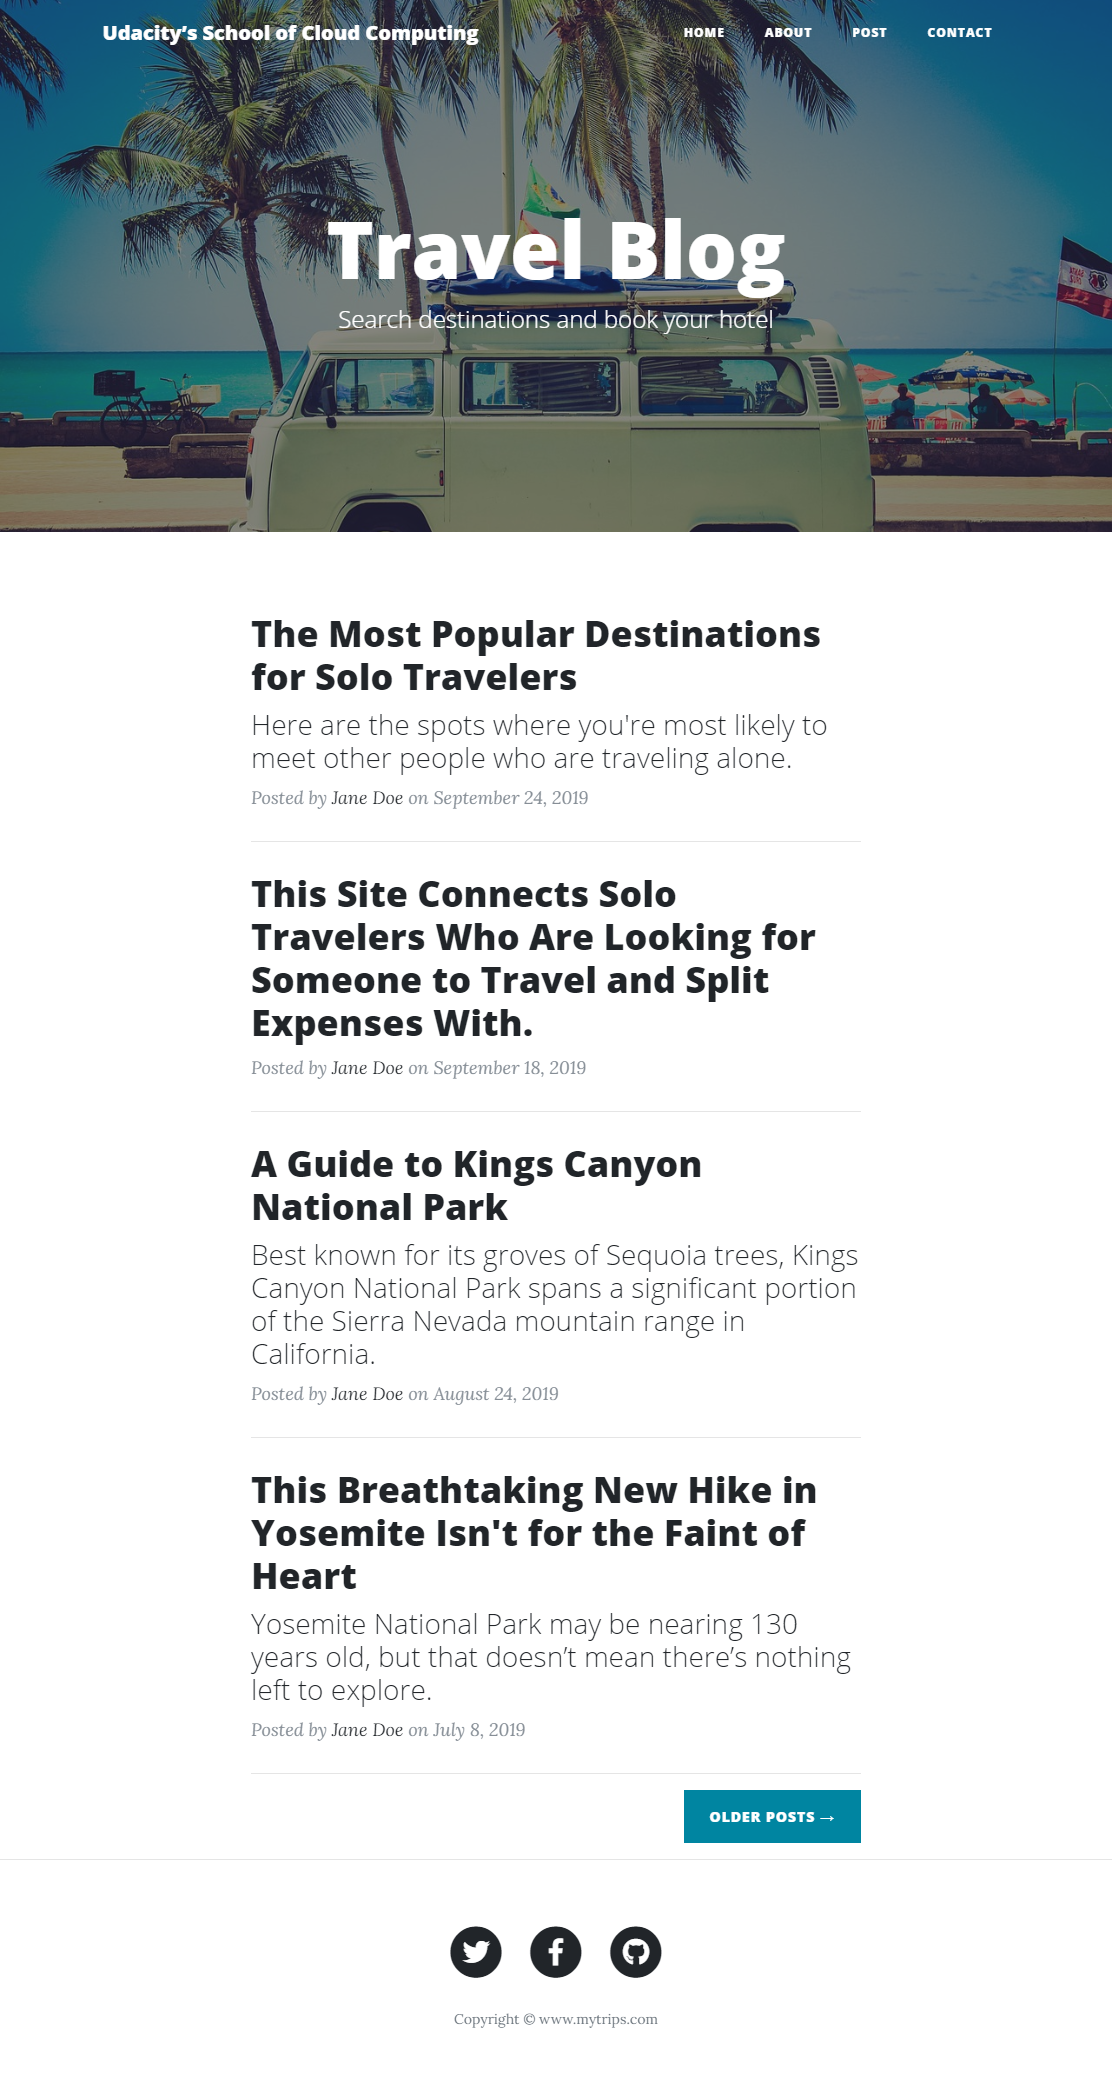 Udacity’s School of Cloud Computing
HOME ABOUT POST CONTACT
Travel Blog
Search destinations and book your hotel
VISA
The Most Popular Destinations
for Solo Travelers
Here are the spots where you're most likely to
meet other people who are traveling alone.
Posted by Jane Doe on September 24, 2019
This Site Connects Solo
Travelers Who Are Looking for
Someone to Travel and Split
Expenses With.
Posted by Jane Doe on September 18, 2019
A Guide to Kings Canyon
National Park
Best known for its groves of Sequoia trees, Kings
Canyon National Park spans a significant portion
of the Sierra Nevada mountain range in
California.
Posted by Jane Doe on August 24, 2019
This Breathtaking New Hike in
Yosemite Isn't for the Faint of
Heart
Yosemite National Park may be nearing 130
years old, but that doesn’t mean there’s nothing
left to explore.
Posted by Jane Doe on July 8, 2019
OLDER POSTS →
Copyright © www.mytrips.com